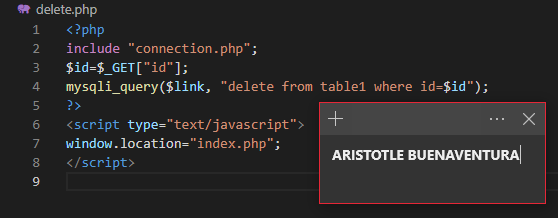 delete.php
1 <?php
2 include "connection.php";
3 $id=$_GET["id"];
4 mysqli_query($link, "delete from table1 where id=$id");
5 ?>
6 <script type="text/javascript">
7 window.location="index.php";
8 </script>
9
ARISTOTLE BUENAVENTURA